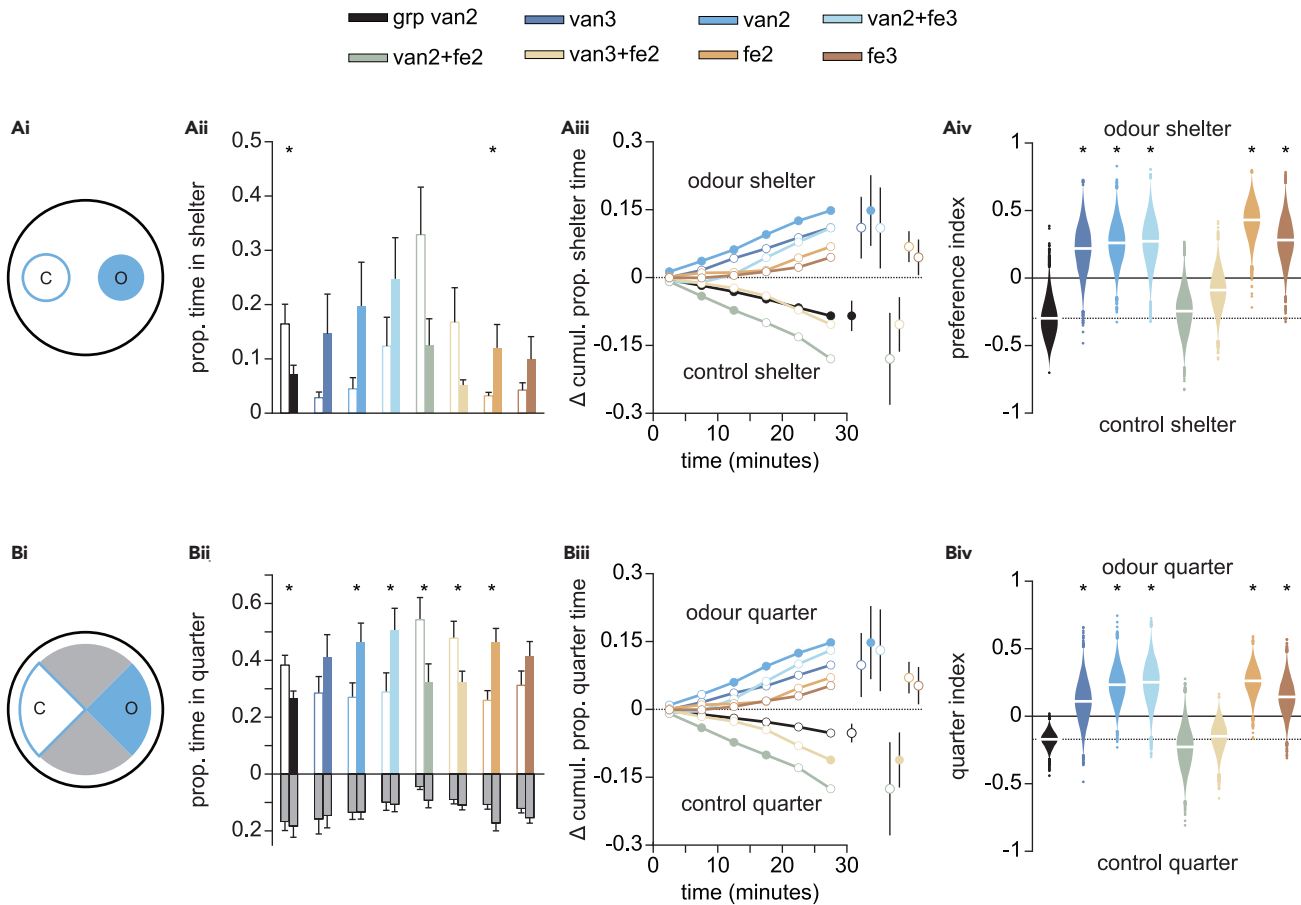 grp van2 van3 van2 van2+fe3
van2+fe2 van3+fe2 fe2 fe3
Ai Aii Aiii Aiv
C O
prop. time in shelter
0.5
0.4
0.3
0.2
0.1
0
* *
Δ cumul. prop. shelter time
0.3
0.15
0
-0.15
-0.3
odour shelter
control shelter
0 10 20 30
time (minutes)
preference index
1
0.5
0
-0.5
-1
odour shelter
* * * * *
control shelter
Bi Bii Biii Biv
C O
prop. time in quarter
0.6
0.4
0.2
0
0.2
* * * * * *
Δ cumul. prop. quarter time
0.3
0.15
0
-0.15
-0.3
odour quarter
control quarter
0 10 20 30
time (minutes)
quarter index
1
0.5
0
-0.5
-1
odour quarter
* * * * *
control quarter